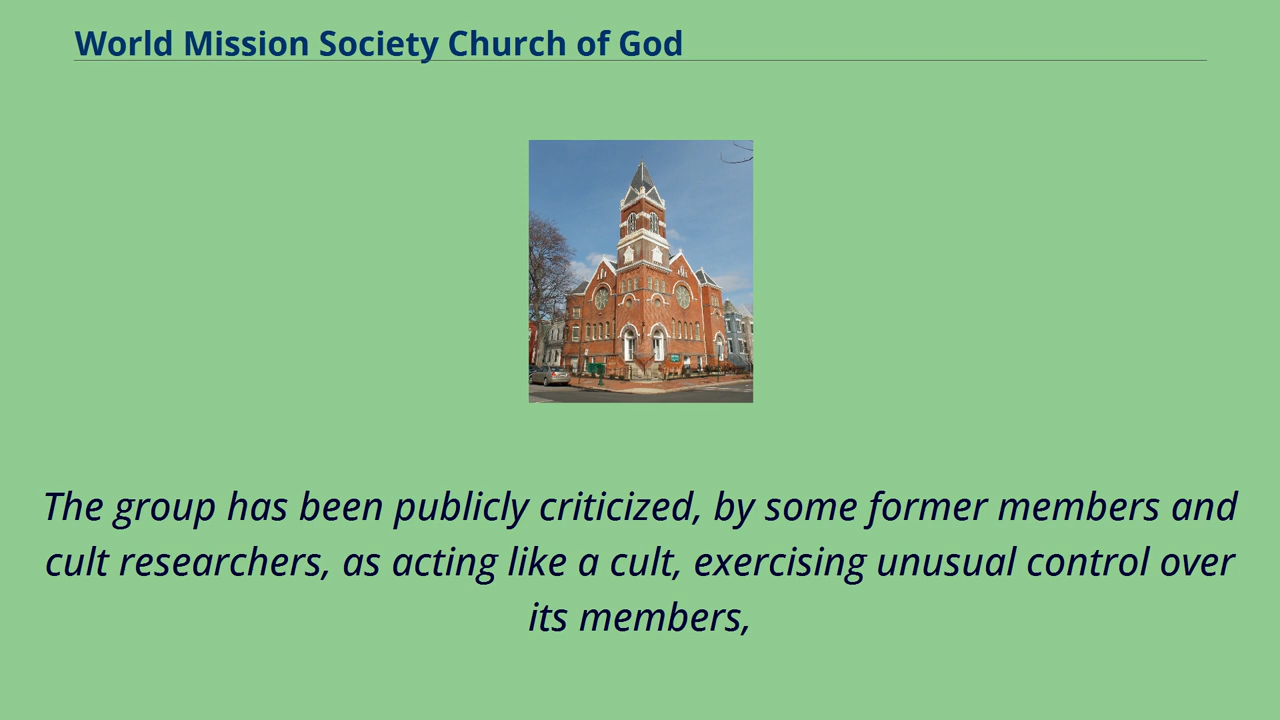 World Mission Society Church of God
The group has been publicly criticized, by some former members and
cult researchers, as acting like a cult, exercising unusual control over
its members,